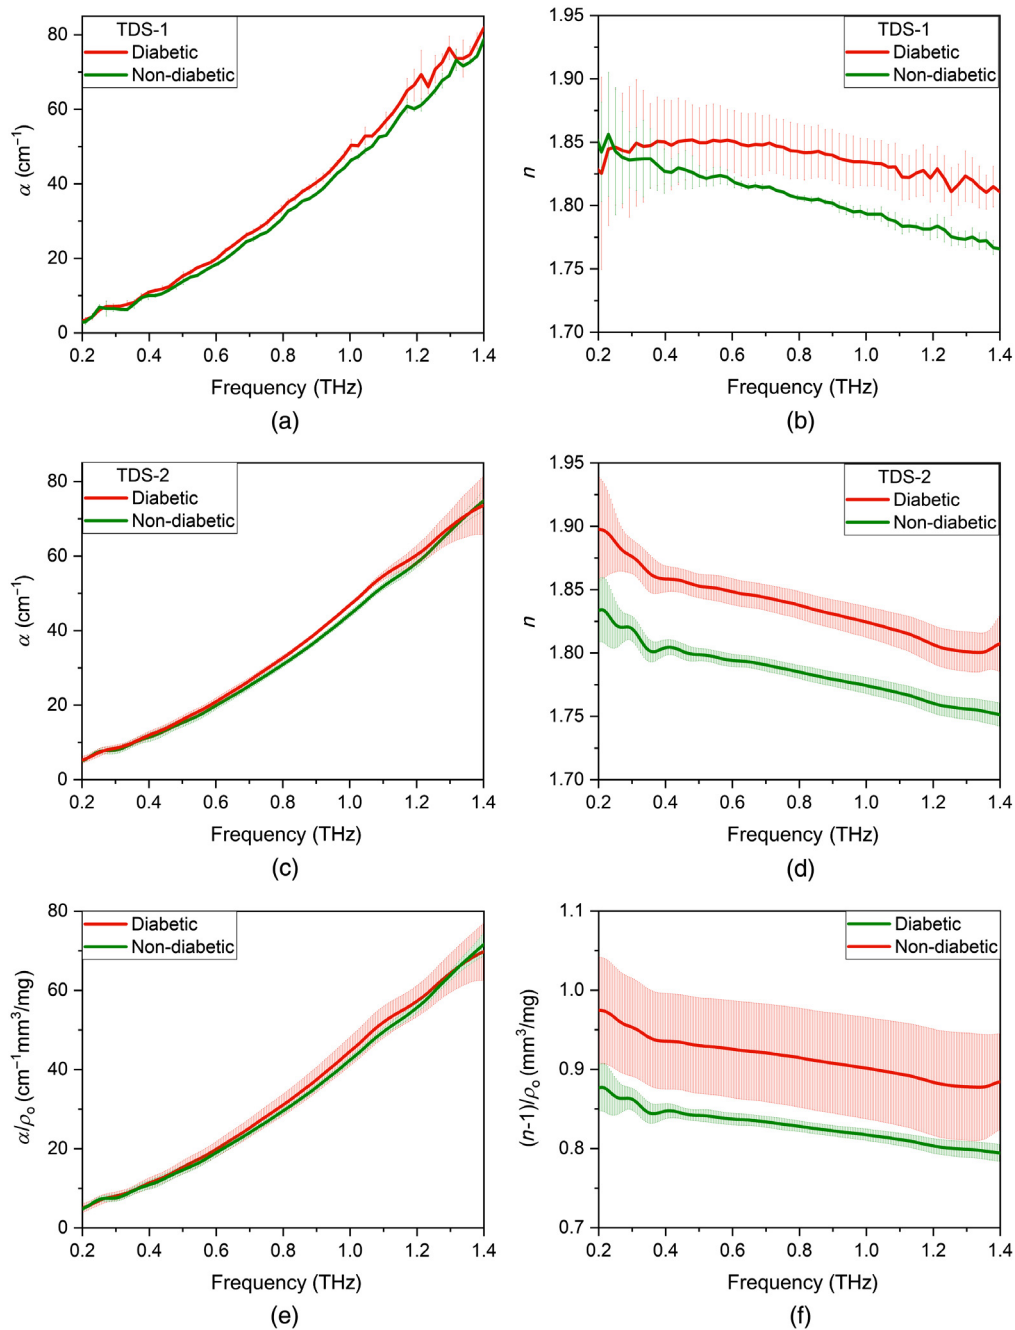 TDS-1
Diabetic
Non-diabetic
80
60
40
20
0
α (cm⁻¹)
0.2 0.4 0.6 0.8 1.0 1.2 1.4
Frequency (THz)
(a)
TDS-1
Diabetic
Non-diabetic
1.95
1.90
1.85
1.80
1.75
1.70
n
0.2 0.4 0.6 0.8 1.0 1.2 1.4
Frequency (THz)
(b)
TDS-2
Diabetic
Non-diabetic
80
60
40
20
0
α (cm⁻¹)
0.2 0.4 0.6 0.8 1.0 1.2 1.4
Frequency (THz)
(c)
TDS-2
Diabetic
Non-diabetic
1.95
1.90
1.85
1.80
1.75
1.70
n
0.2 0.4 0.6 0.8 1.0 1.2 1.4
Frequency (THz)
(d)
Diabetic
Non-diabetic
80
60
40
20
0
α/ρₒ (cm⁻¹mm³/mg)
0.2 0.4 0.6 0.8 1.0 1.2 1.4
Frequency (THz)
(e)
Diabetic
Non-diabetic
1.1
1.0
0.9
0.8
0.7
(n-1)/ρₒ (mm³/mg)
0.2 0.4 0.6 0.8 1.0 1.2 1.4
Frequency (THz)
(f)